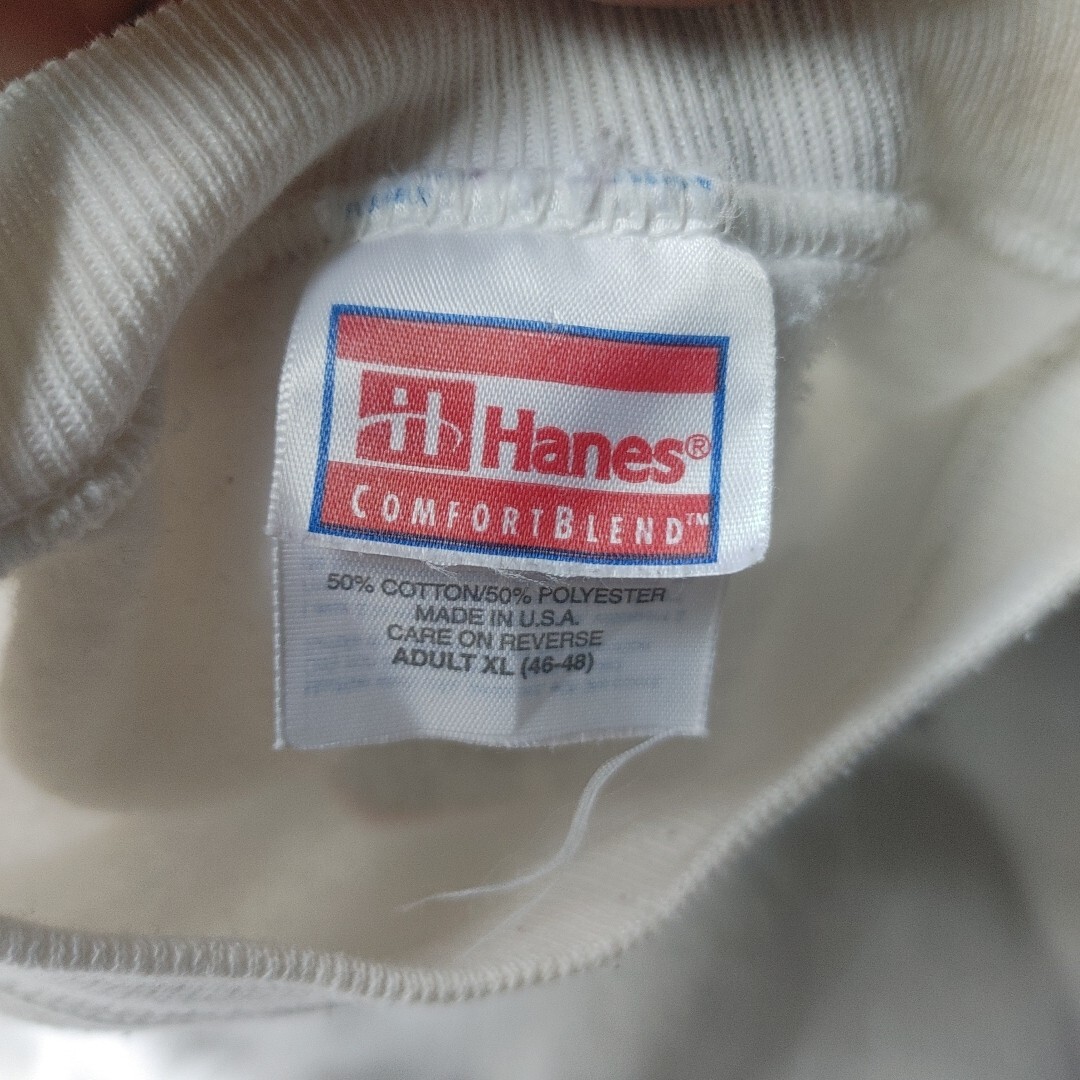 H Hanes®
COMFORTBLEND™
50% COTTON/50% POLYESTER
MADE IN U.S.A.
CARE ON REVERSE
ADULT XL (46-48)